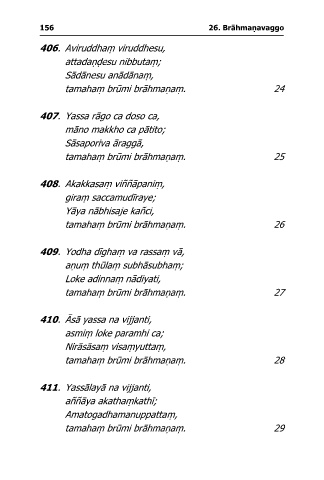 156 26. Brāhmaṇavaggo
406. Aviruddhaṃ viruddhesu,
attadaṇḍesu nibbutaṃ;
Sādānesu anādānaṃ,
tamahaṃ brūmi brāhmaṇaṃ. 24
407. Yassa rāgo ca doso ca,
māno makkho ca pātito;
Sāsaporiva āraggā,
tamahaṃ brūmi brāhmaṇaṃ. 25
408. Akakkasaṃ viññāpaniṃ,
giraṃ saccamudīraye;
Yāya nābhisaje kañci,
tamahaṃ brūmi brāhmaṇaṃ. 26
409. Yodha dīghaṃ va rassaṃ vā,
aṇuṃ thūlaṃ subhāsubhaṃ;
Loke adinnaṃ nādiyati,
tamahaṃ brūmi brāhmaṇaṃ. 27
410. Āsā yassa na vijjanti,
asmiṃ loke paramhi ca;
Nirāsāsaṃ visaṃyuttaṃ,
tamahaṃ brūmi brāhmaṇaṃ. 28
411. Yassālayā na vijjanti,
aññāya akathaṃkathī;
Amatogadhamanuppattaṃ,
tamahaṃ brūmi brāhmaṇaṃ. 29